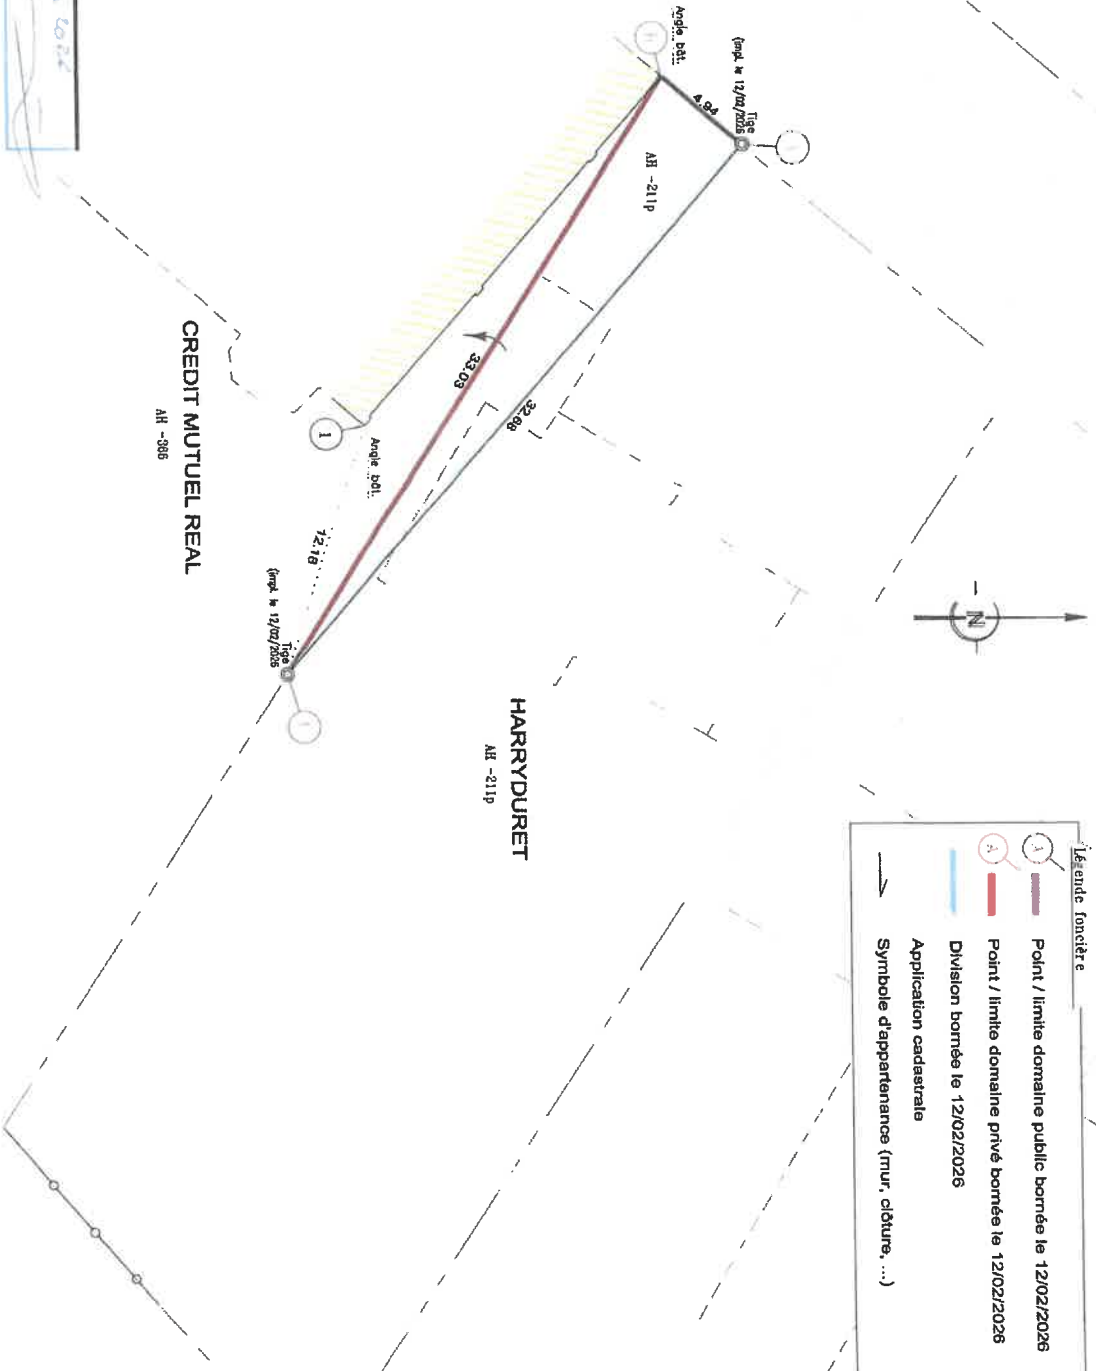 Légende foncière
A
Point / limite domaine public bornée le 12/02/2026
A
Point / limite domaine privé bornée le 12/02/2026
Division bornée le 12/02/2026
Application cadastrale
Symbole d'appartenance (mur, clôture, ...)
N
Tige
(impl. le 12/02/2026
Angle bât.
4.94
AH -211p
33.03
32.68
1
Angle bât.
12.18
Tige
(impl. le 12/02/2026
CREDIT MUTUEL REAL
AH -366
HARRYDURET
AH -211p